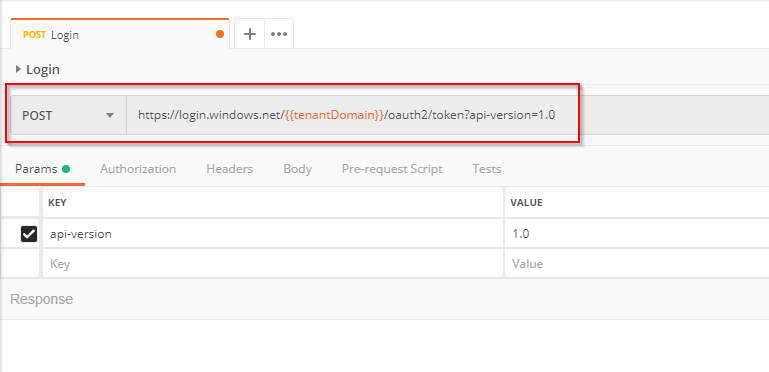 POST Login
Login
POST https://login.windows.net/{{tenantDomain}}/oauth2/token?api-version=1.0
Params Authorization Headers Body Pre-request Script Tests
KEY VALUE
api-version 1.0
Key Value
Response